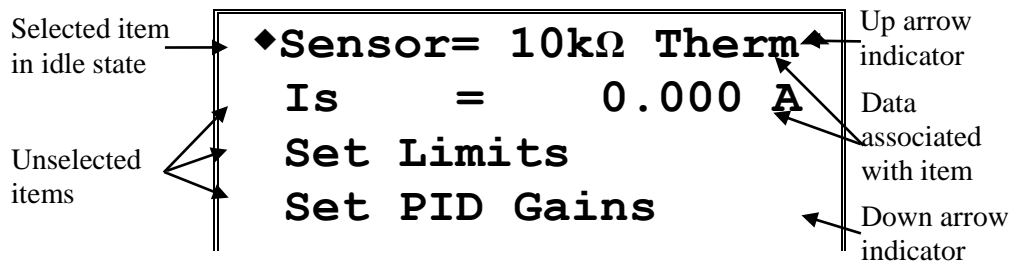 Selected item
in idle state
◆Sensor= 10kΩ Therm
Up arrow
indicator
Is = 0.000 A
Data
associated
with item
Unselected
items
Set Limits
Set PID Gains
Down arrow
indicator